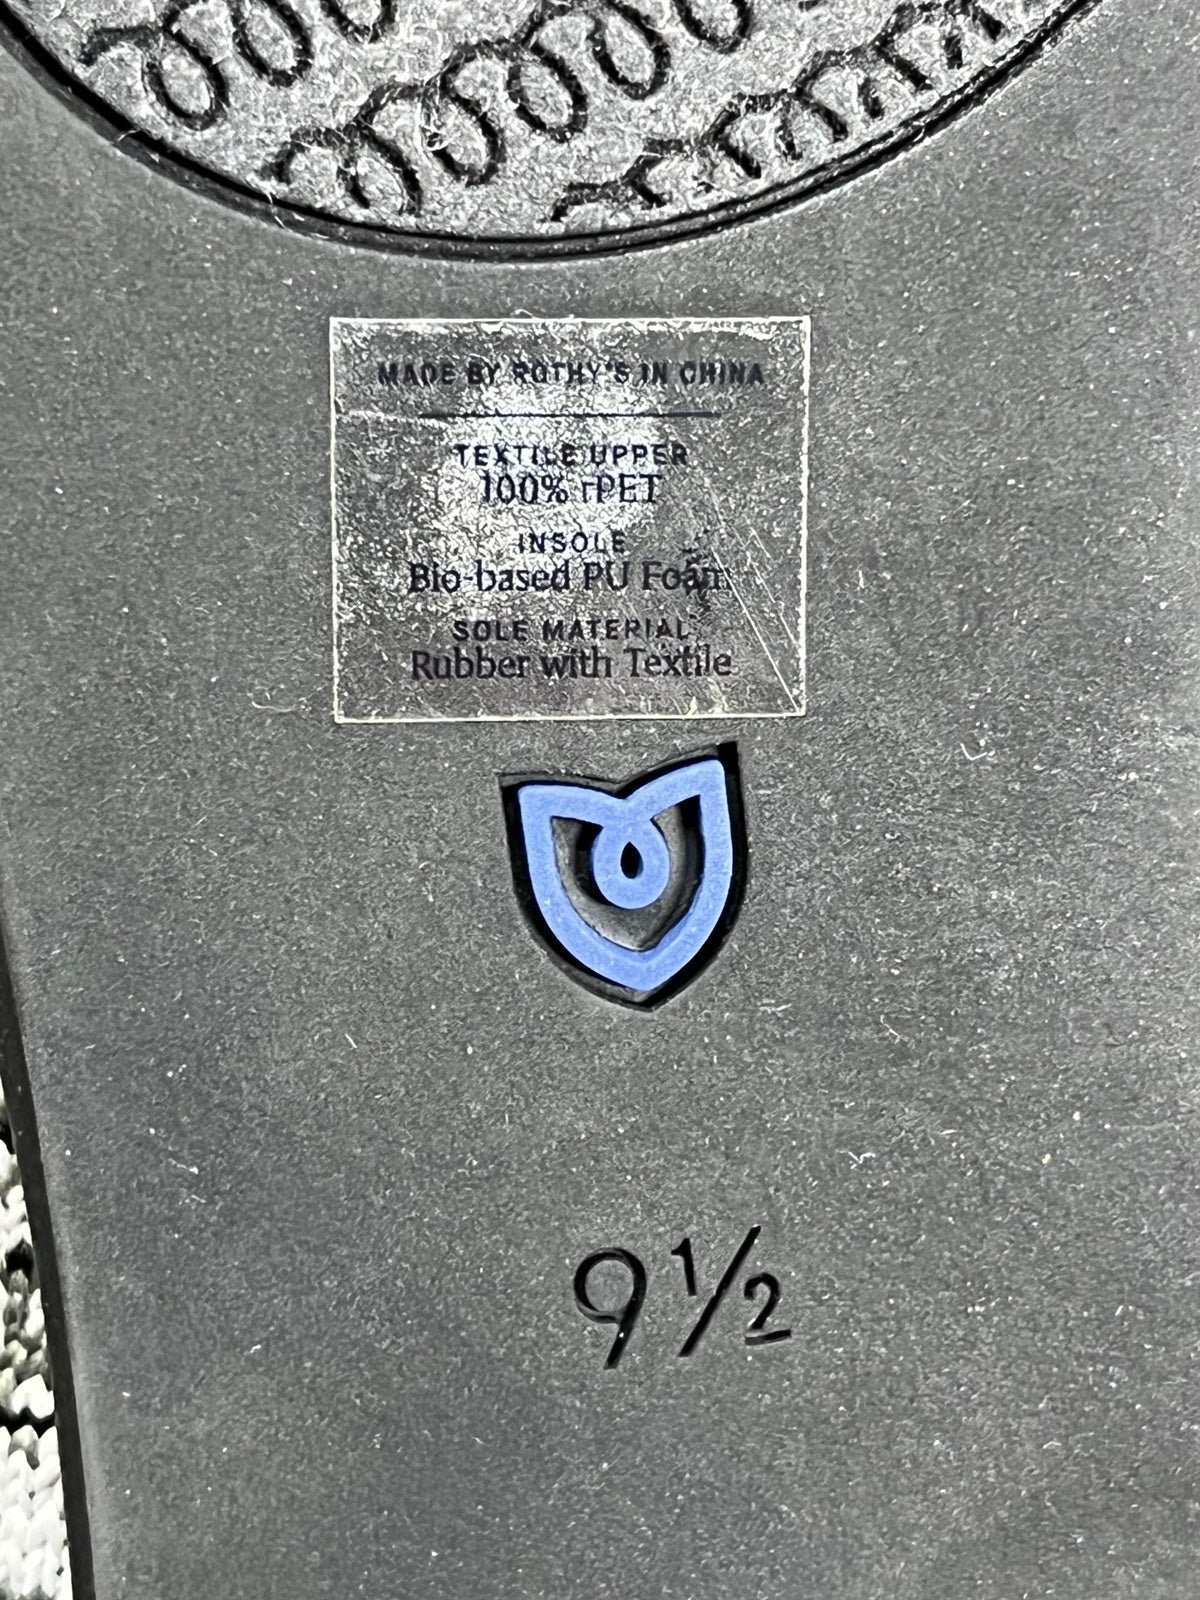 MADE BY ROTHY'S IN CHINA
TEXTILE UPPER
100% rPET
INSOLE
Bio-based PU Foam
SOLE MATERIAL
Rubber with Textile
9½